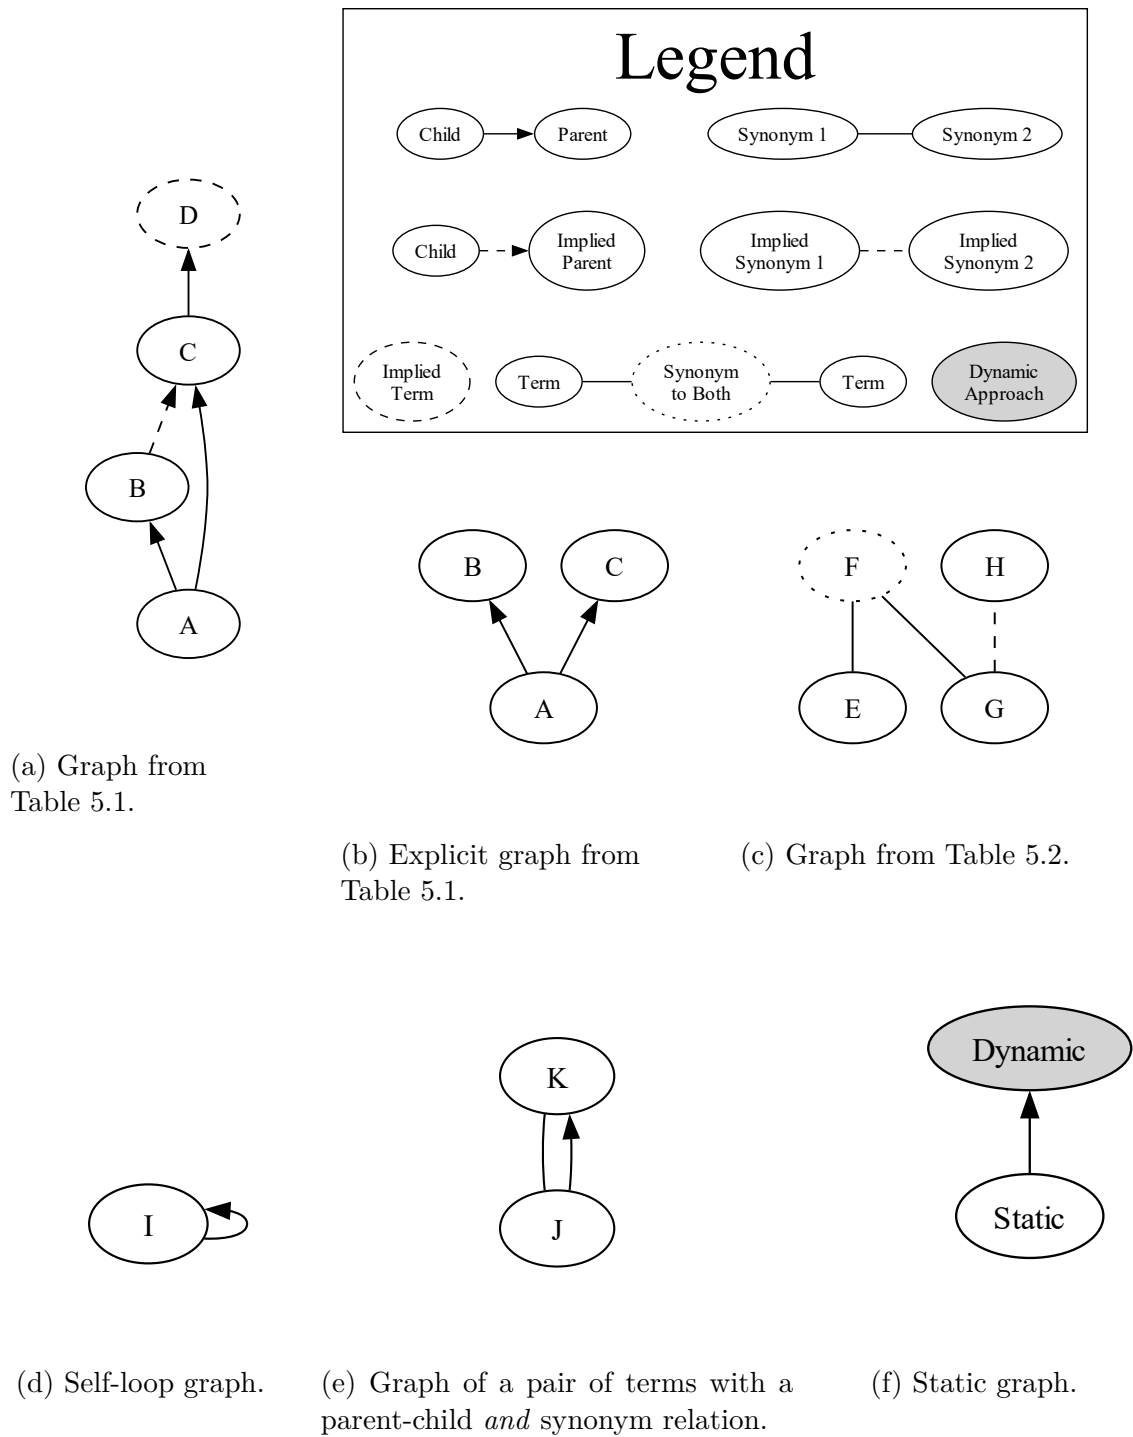 Legend
Child
Parent
Synonym 1
Synonym 2
Child
Implied
Parent
Implied
Synonym 1
Implied
Synonym 2
Implied
Term
Term
Synonym
to Both
Term
Dynamic
Approach
D
C
B
A
(a) Graph from
Table 5.1.
B
C
A
(b) Explicit graph from
Table 5.1.
F
H
E
G
(c) Graph from Table 5.2.
I
(d) Self-loop graph.
K
J
(e) Graph of a pair of terms with a
parent-child and synonym relation.
Dynamic
Static
(f) Static graph.